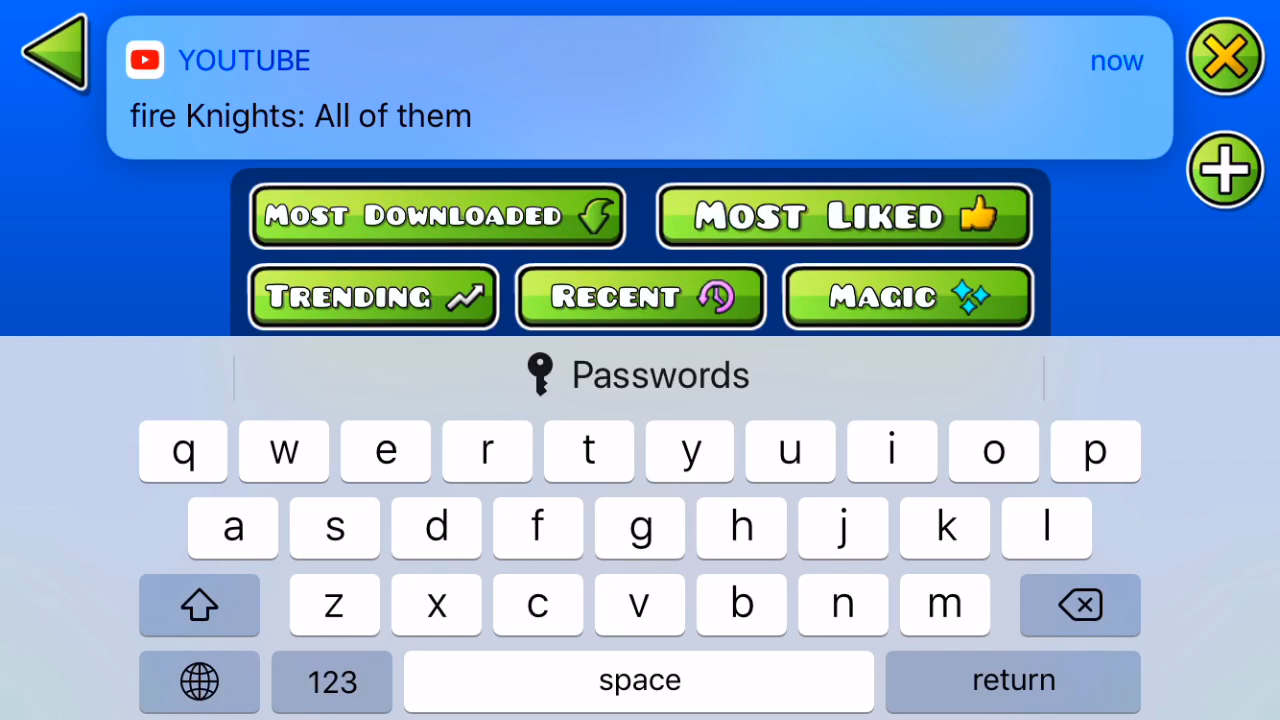 YOUTUBE now
fire Knights: All of them
Most Downloaded Most Liked
Trending Recent Magic
Passwords
q w e r t y u i o p
a s d f g h j k l
z x c v b n m
123 space return